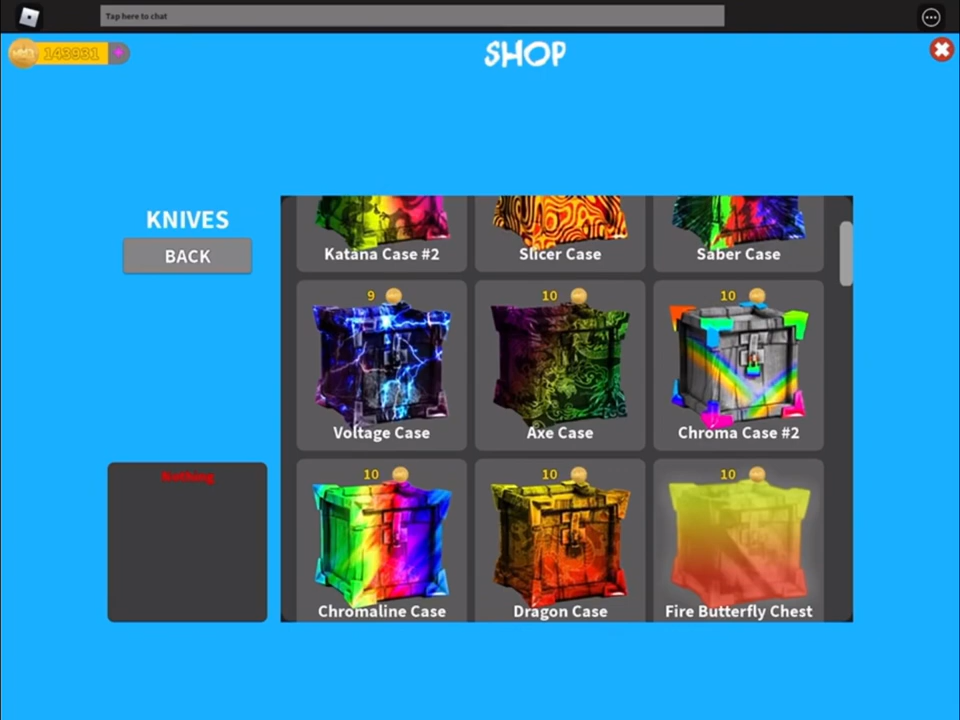 Tap here to chat
143931
SHOP
KNIVES
BACK
Katana Case #2
Slicer Case
Saber Case
9
10
10
Voltage Case
Axe Case
Chroma Case #2
10
10
10
Chromaline Case
Dragon Case
Fire Butterfly Chest